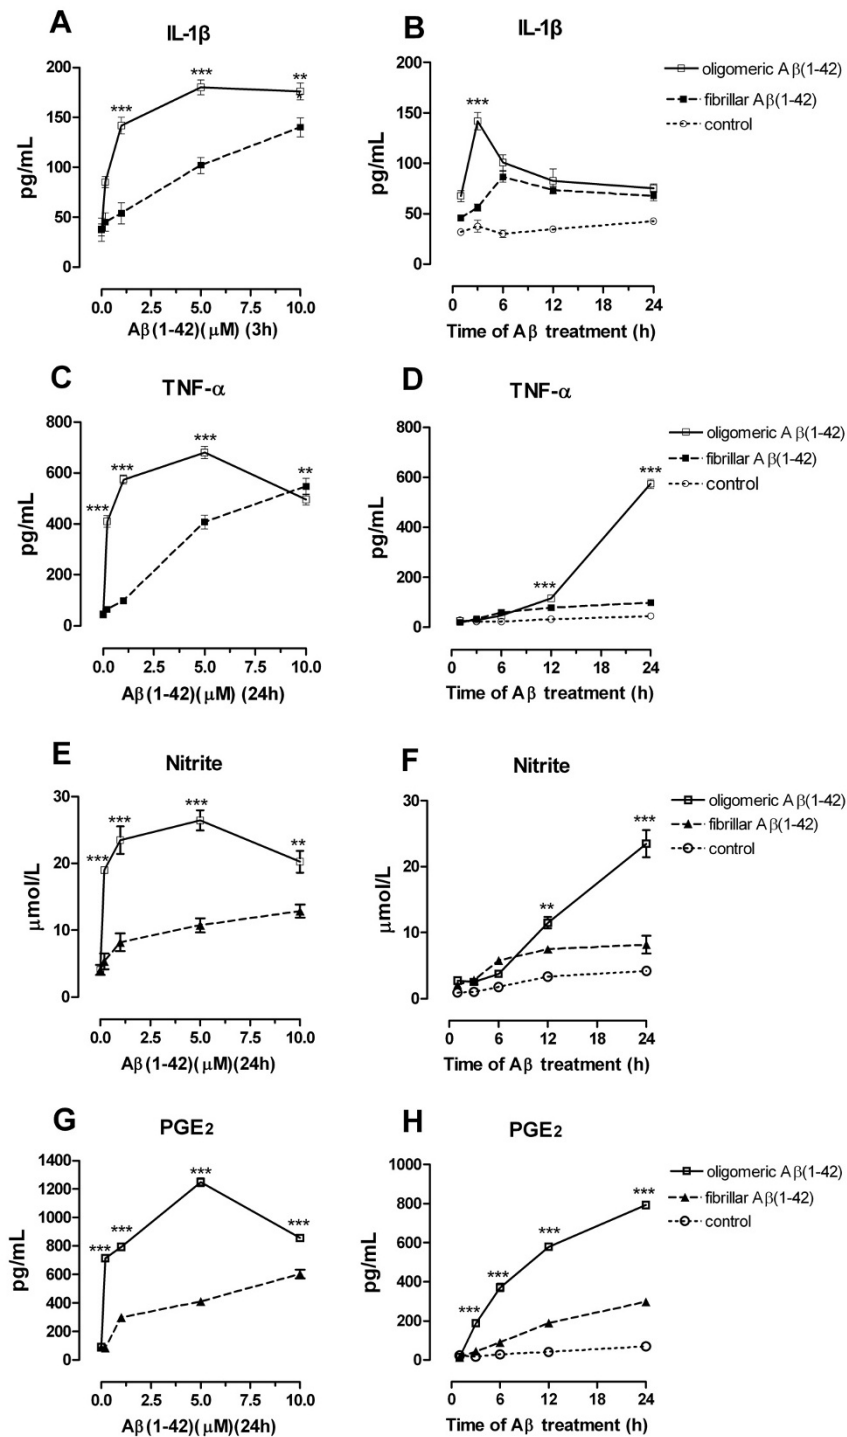 A
IL-1β
pg/mL
200
150
100
50
0
***
***
**
*
0.0 2.5 5.0 7.5 10.0
Aβ(1-42)(μM) (3h)
B
IL-1β
pg/mL
200
150
100
50
0
***
0 6 12 18 24
Time of Aβ treatment (h)
oligomeric Aβ(1-42)
fibrillar Aβ(1-42)
control
C
TNF-α
pg/mL
800
600
400
200
0
***
***
***
**
0.0 2.5 5.0 7.5 10.0
Aβ(1-42)(μM) (24h)
D
TNF-α
pg/mL
800
600
400
200
0
***
***
0 6 12 18 24
Time of Aβ treatment (h)
oligomeric Aβ(1-42)
fibrillar Aβ(1-42)
control
E
Nitrite
μmol/L
30
20
10
0
***
***
***
**
0.0 2.5 5.0 7.5 10.0
Aβ(1-42)(μM)(24h)
F
Nitrite
μmol/L
30
20
10
0
**
***
0 6 12 18 24
Time of Aβ treatment (h)
oligomeric Aβ(1-42)
fibrillar Aβ(1-42)
control
G
PGE2
pg/mL
1400
1200
1000
800
600
400
200
0
***
***
***
***
0.0 2.5 5.0 7.5 10.0
Aβ(1-42)(μM)(24h)
H
PGE2
pg/mL
1000
800
600
400
200
0
***
***
***
***
0 6 12 18 24
Time of Aβ treatment (h)
oligomeric Aβ(1-42)
fibrillar Aβ(1-42)
control